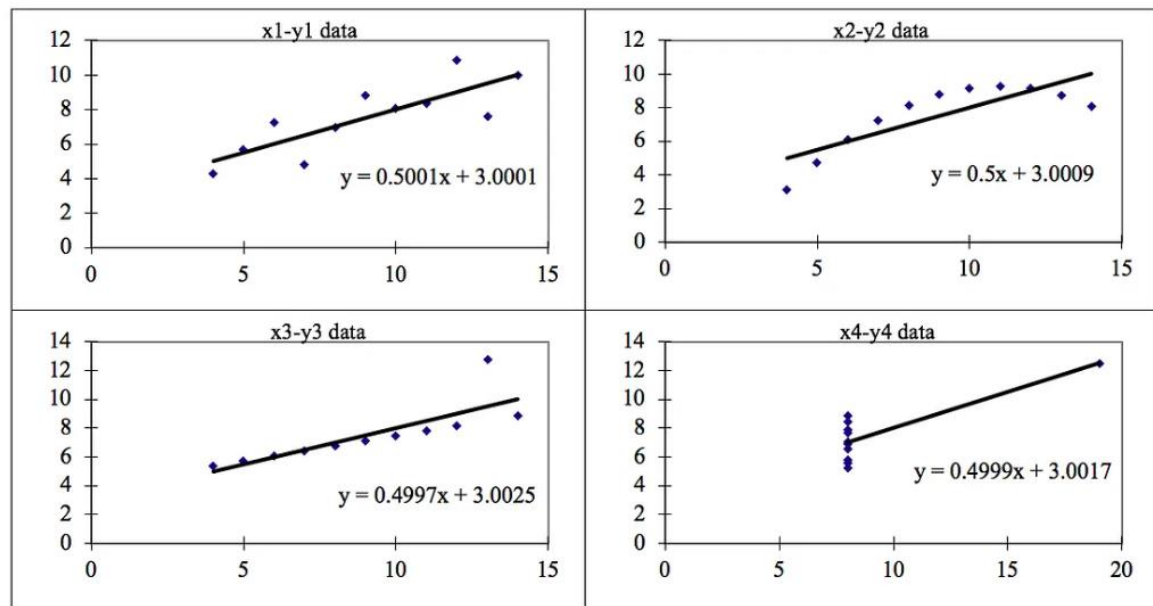 x1-y1 data
12
10
8
6
4
2
0
0 5 10 15
y = 0.5001x + 3.0001
x2-y2 data
12
10
8
6
4
2
0
0 5 10 15
y = 0.5x + 3.0009
x3-y3 data
14
12
10
8
6
4
2
0
0 5 10 15
y = 0.4997x + 3.0025
x4-y4 data
14
12
10
8
6
4
2
0
0 5 10 15 20
y = 0.4999x + 3.0017